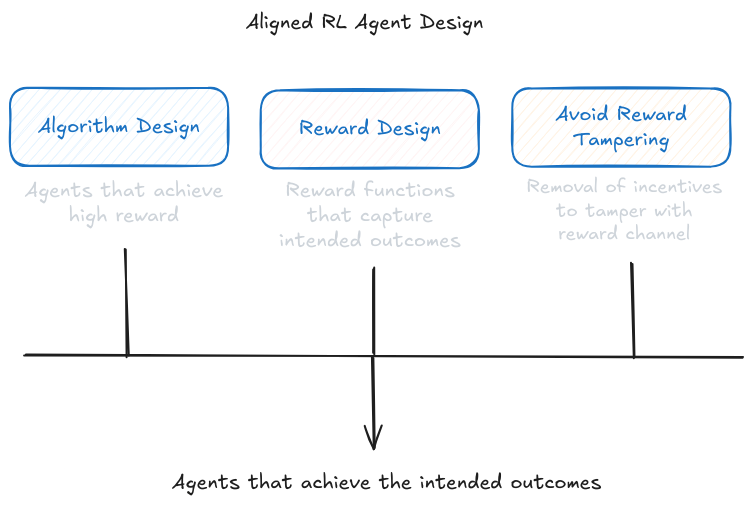 Aligned RL Agent Design
Algorithm Design
Reward Design
Avoid Reward
Tampering
Agents that achieve
high reward
Reward functions
that capture
intended outcomes
Removal of incentives
to tamper with
reward channel
Agents that achieve the intended outcomes